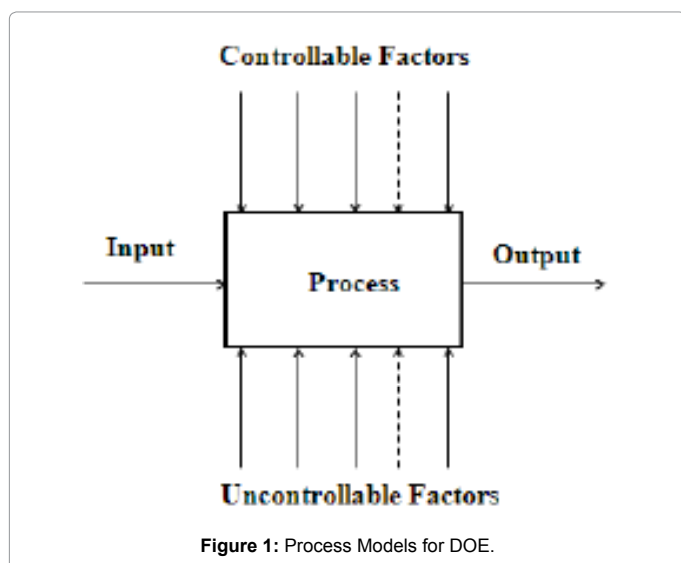 Controllable Factors
Input
Process
Output
Uncontrollable Factors
Figure 1: Process Models for DOE.